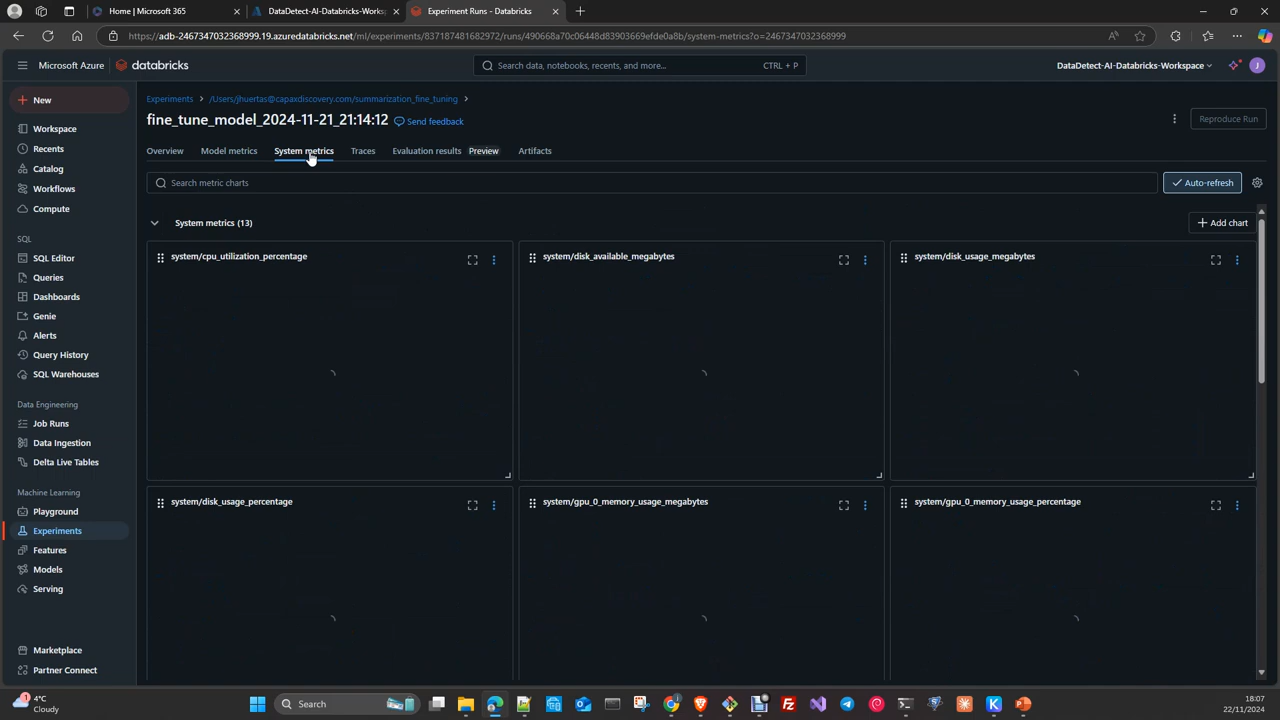 Home | Microsoft 365
DataDetect-AI-Databricks-Works
Experiment Runs - Databricks
https://adb-2467347032368999.19.azuredatabricks.net/ml/experiments/837187481682972/runs/490668a70c06448d83903669efde0a8b/system-metrics?o=2467347032368999
Microsoft Azure
databricks
Search data, notebooks, recents, and more...
CTRL + P
DataDetect-AI-Databricks-Workspace
J
New
Workspace
Recents
Catalog
Workflows
Compute
SQL
SQL Editor
Queries
Dashboards
Genie
Alerts
Query History
SQL Warehouses
Data Engineering
Job Runs
Data Ingestion
Delta Live Tables
Machine Learning
Playground
Experiments
Features
Models
Serving
Marketplace
Partner Connect
Experiments > /Users/jhuertas@capaxdiscovery.com/summarization_fine_tuning >
fine_tune_model_2024-11-21_21:14:12
Send feedback
Reproduce Run
Overview
Model metrics
System metrics
Traces
Evaluation results Preview
Artifacts
Search metric charts
Auto-refresh
System metrics (13)
Add chart
system/cpu_utilization_percentage
system/disk_available_megabytes
system/disk_usage_megabytes
system/disk_usage_percentage
system/gpu_0_memory_usage_megabytes
system/gpu_0_memory_usage_percentage
1
4°C
Cloudy
Search
18:07
22/11/2024